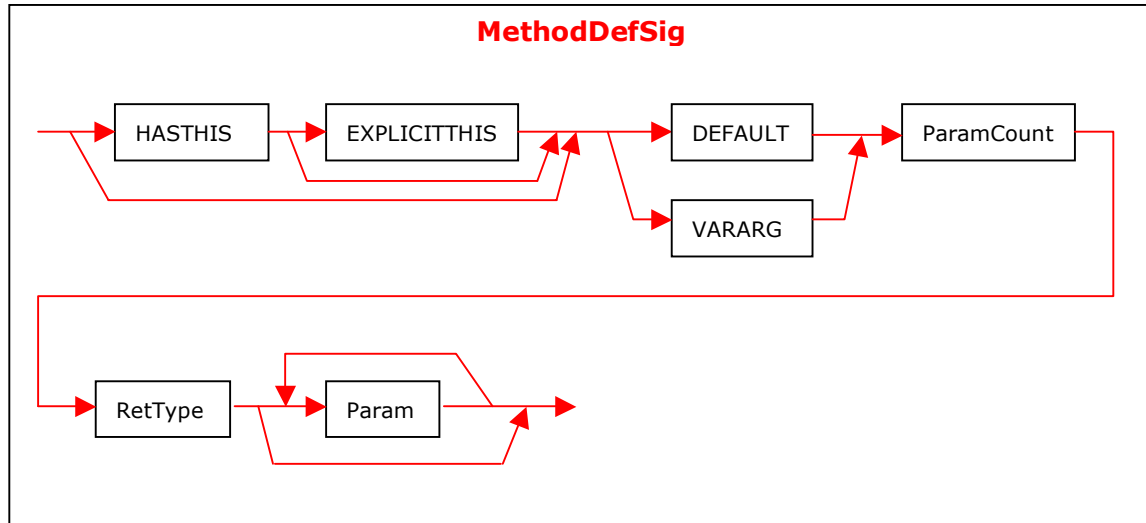 MethodDefSig
HASTHIS
EXPLICITTHIS
DEFAULT
ParamCount
VARARG
RetType
Param